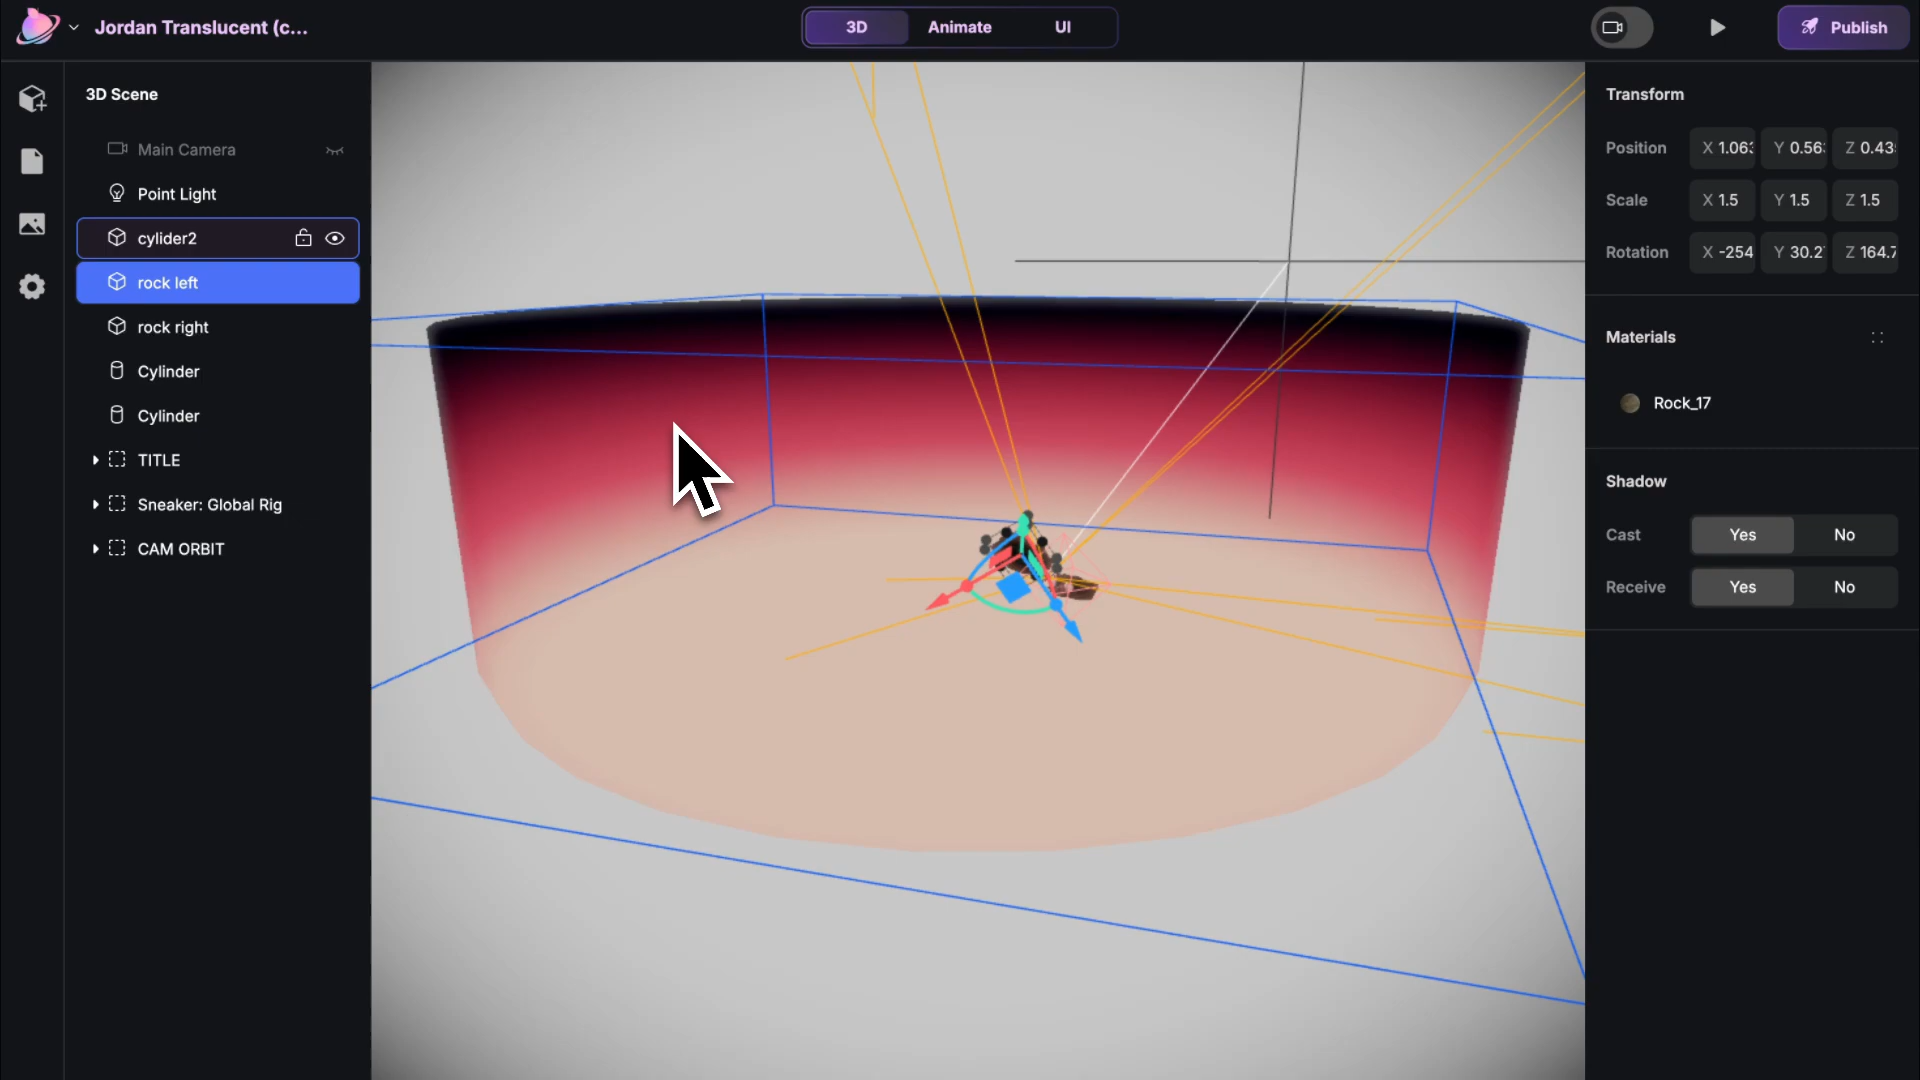 Jordan Translucent (c...
3D Animate UI
Publish
3D Scene
Main Camera
Point Light
cylider2
rock left
rock right
Cylinder
Cylinder
TITLE
Sneaker: Global Rig
CAM ORBIT
Transform
Position X 1.06 Y 0.56 Z 0.43
Scale X 1.5 Y 1.5 Z 1.5
Rotation X -254 Y 30.2 Z 164.7
Materials
Rock_17
Shadow
Cast Yes No
Receive Yes No